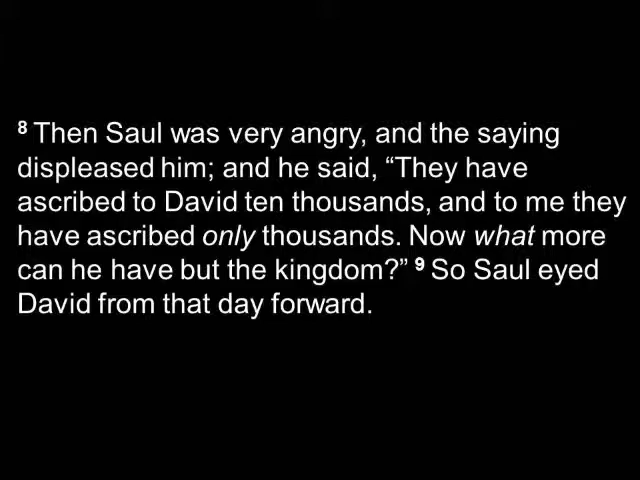 8 Then Saul was very angry, and the saying
displeased him; and he said, “They have
ascribed to David ten thousands, and to me they
have ascribed only thousands. Now what more
can he have but the kingdom?” 9 So Saul eyed
David from that day forward.